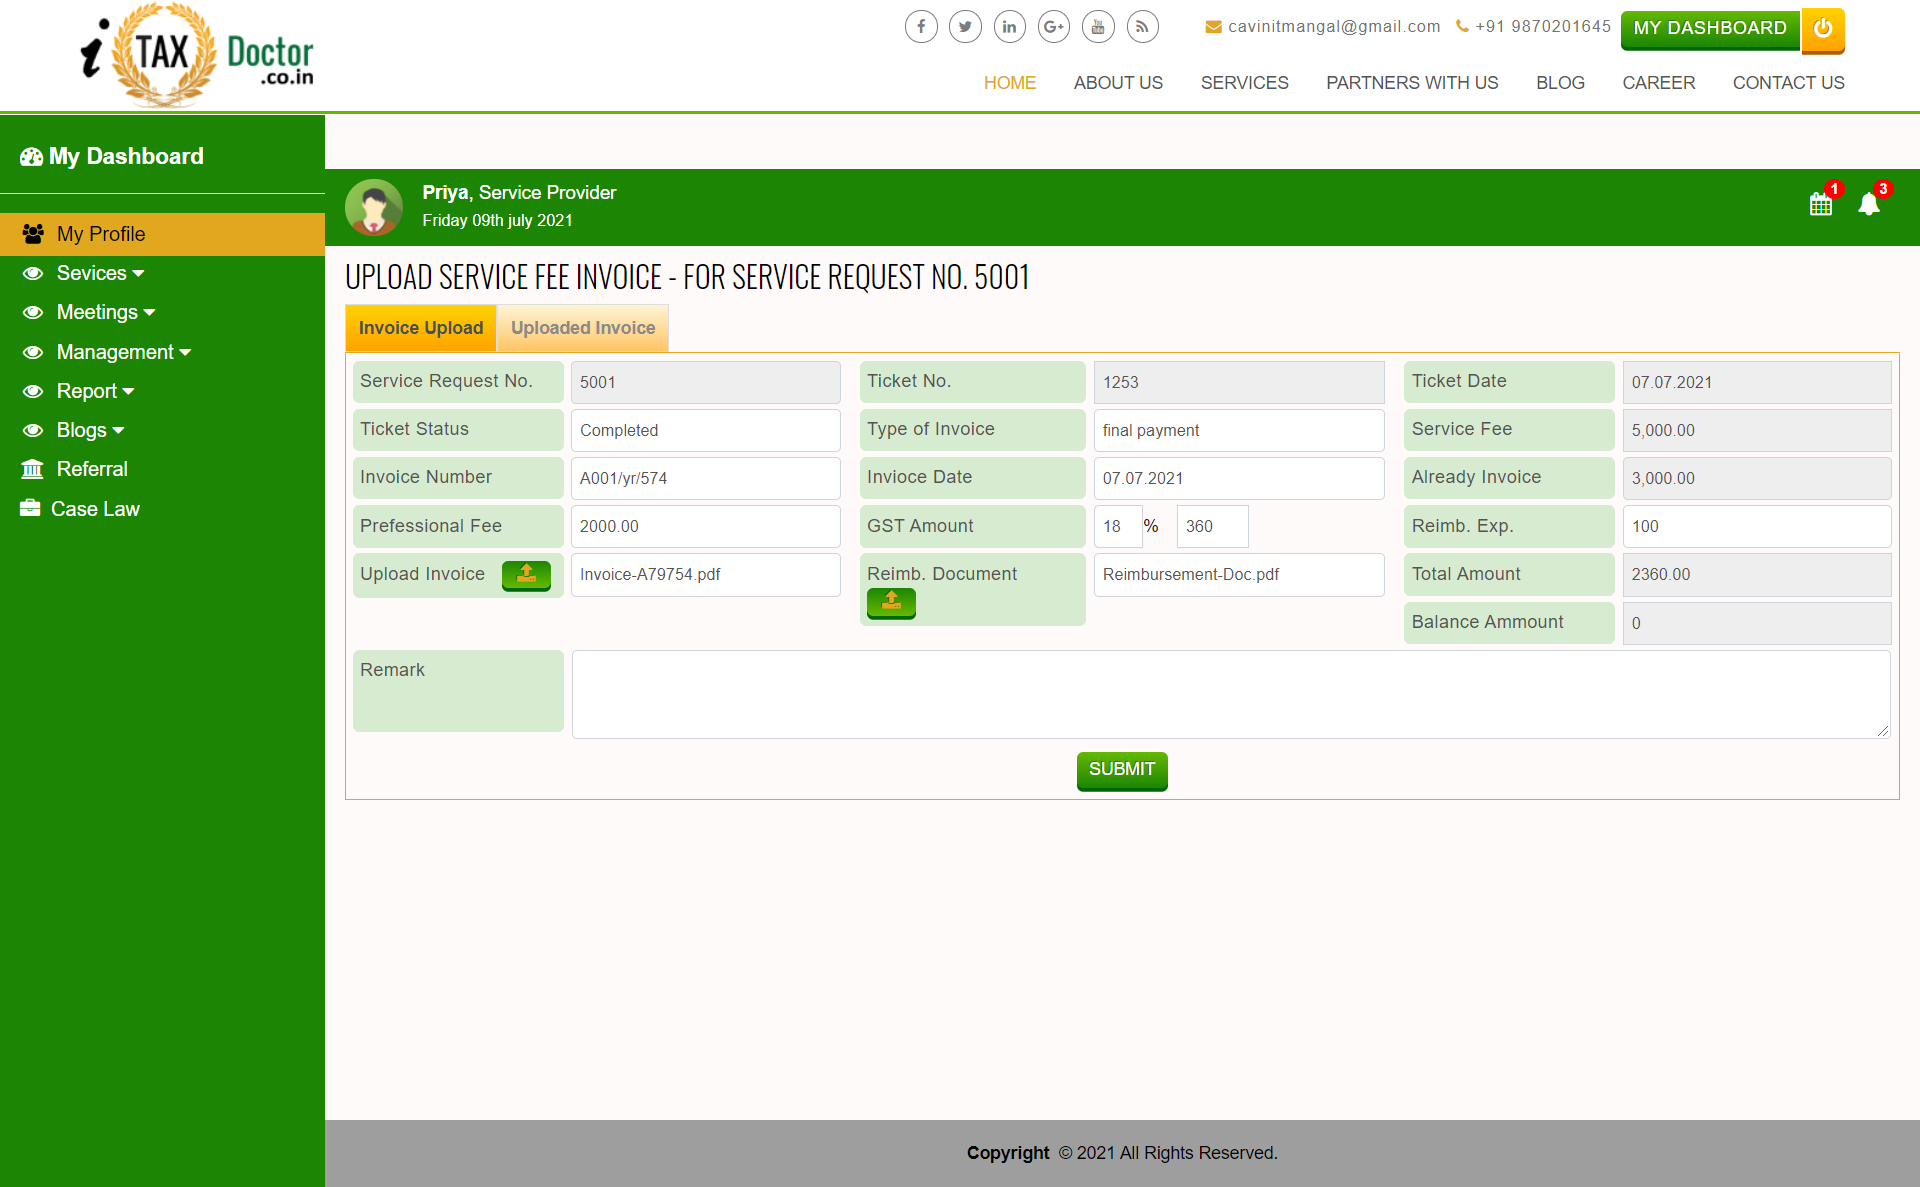 i TAX Doctor
.co.in
cavinitmangal@gmail.com +91 9870201645 MY DASHBOARD
HOME ABOUT US SERVICES PARTNERS WITH US BLOG CAREER CONTACT US
My Dashboard
My Profile
Sevices
Meetings
Management
Report
Blogs
Referral
Case Law
Priya, Service Provider
Friday 09th july 2021
1 3
UPLOAD SERVICE FEE INVOICE - FOR SERVICE REQUEST NO. 5001
Invoice Upload Uploaded Invoice
Service Request No. 5001 Ticket No. 1253 Ticket Date 07.07.2021
Ticket Status Completed Type of Invoice final payment Service Fee 5,000.00
Invoice Number A001/yr/574 Invioce Date 07.07.2021 Already Invoice 3,000.00
Prefessional Fee 2000.00 GST Amount 18 % 360 Reimb. Exp. 100
Upload Invoice Invoice-A79754.pdf Reimb. Document Reimbursement-Doc.pdf Total Amount 2360.00
Balance Ammount 0
Remark
SUBMIT
Copyright © 2021 All Rights Reserved.